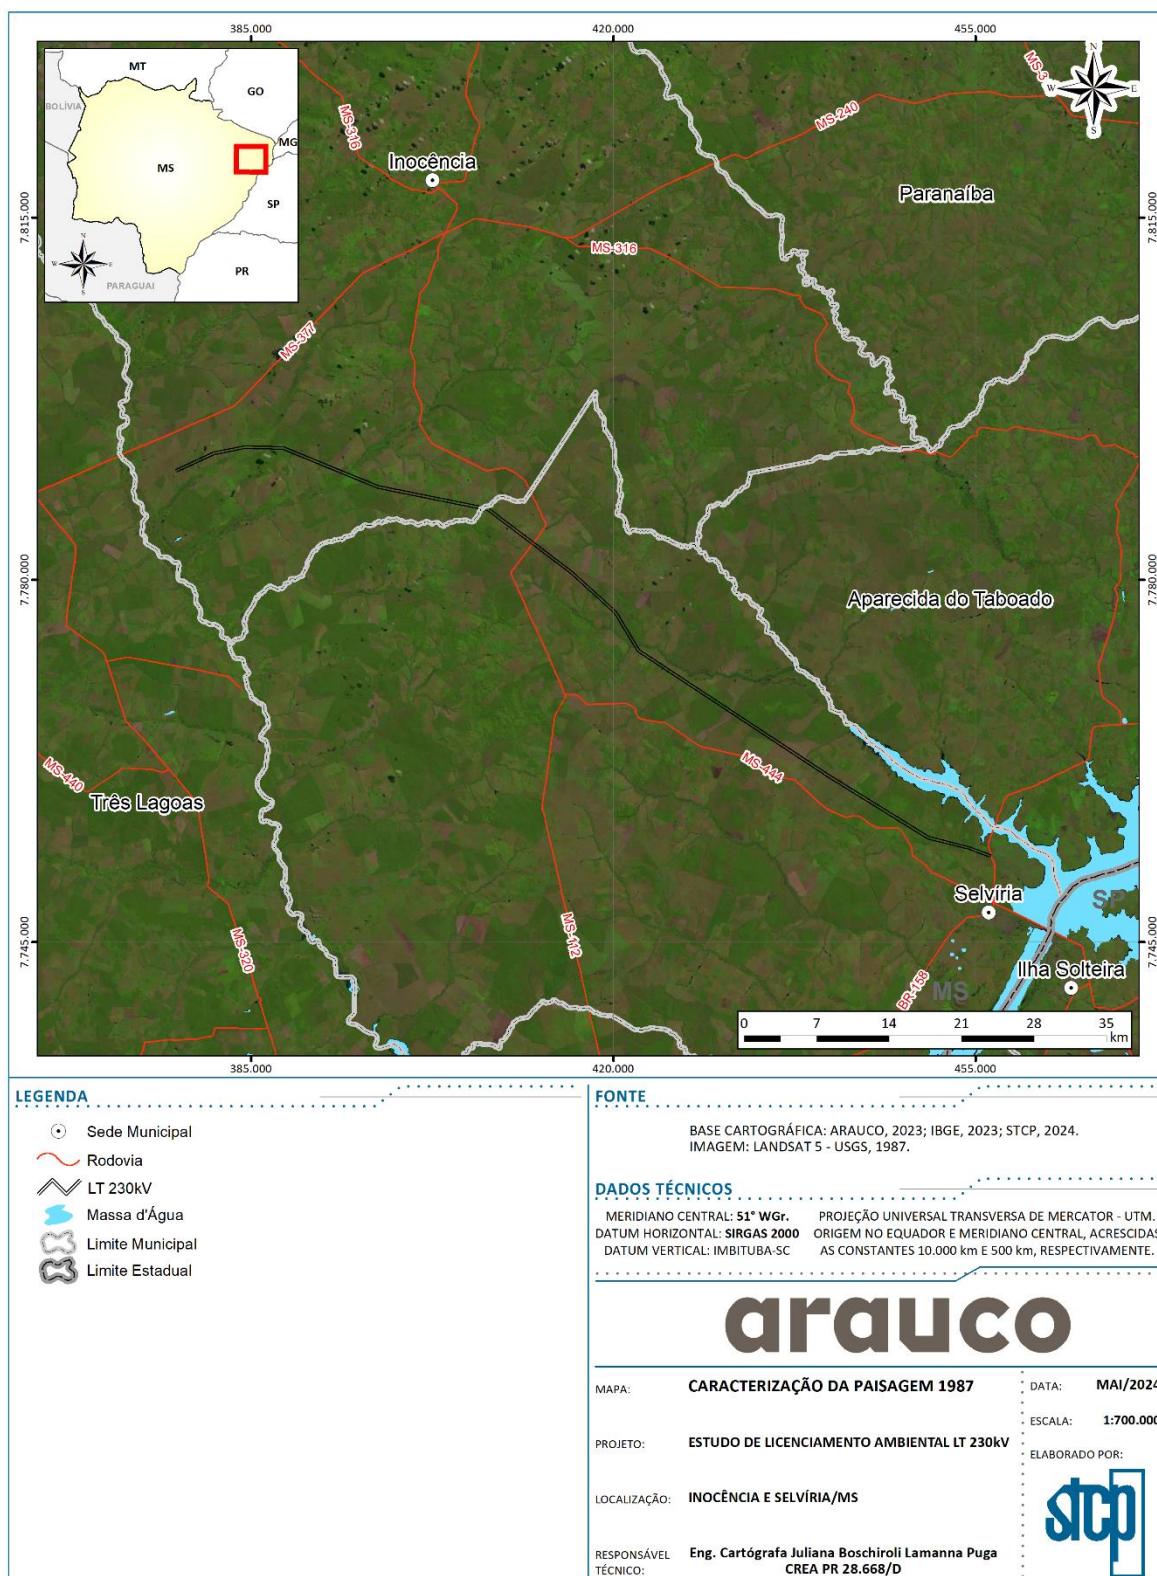 385.000
420.000
455.000
MT
GO
BOLÍVIA
MG
MS
SP
PR
PARAGUAI
N
W
E
S
N
W
E
S
MS-316
Inocência
MS-240
MS-3
Paranaíba
7.815.000
7.815.000
MS-316
MS-377
7.780.000
7.780.000
Aparecida do Taboado
MS-440
Três Lagoas
MS-444
Selvíria
SP
MS-320
MS-112
BR-158
MS
Ilha Solteira
7.745.000
7.745.000
0 7 14 21 28 35
km
385.000
420.000
455.000
LEGENDA
Sede Municipal
Rodovia
LT 230kV
Massa d'Água
Limite Municipal
Limite Estadual
FONTE
BASE CARTOGRÁFICA: ARAUCO, 2023; IBGE, 2023; STCP, 2024.
IMAGEM: LANDSAT 5 - USGS, 1987.
DADOS TÉCNICOS
MERIDIANO CENTRAL: 51° WGr.
DATUM HORIZONTAL: SIRGAS 2000
DATUM VERTICAL: IMBITUBA-SC
PROJEÇÃO UNIVERSAL TRANSVERSA DE MERCATOR - UTM.
ORIGEM NO EQUADOR E MERIDIANO CENTRAL, ACRESCIDAS
AS CONSTANTES 10.000 km E 500 km, RESPECTIVAMENTE.
arauco
MAPA: CARACTERIZAÇÃO DA PAISAGEM 1987
DATA: MAI/2024
ESCALA: 1:700.000
PROJETO: ESTUDO DE LICENCIAMENTO AMBIENTAL LT 230kV
ELABORADO POR:
LOCALIZAÇÃO: INOCÊNCIA E SELVÍRIA/MS
stcp
RESPONSÁVEL
TÉCNICO:
Eng. Cartógrafa Juliana Boschiroli Lamanna Puga
CREA PR 28.668/D